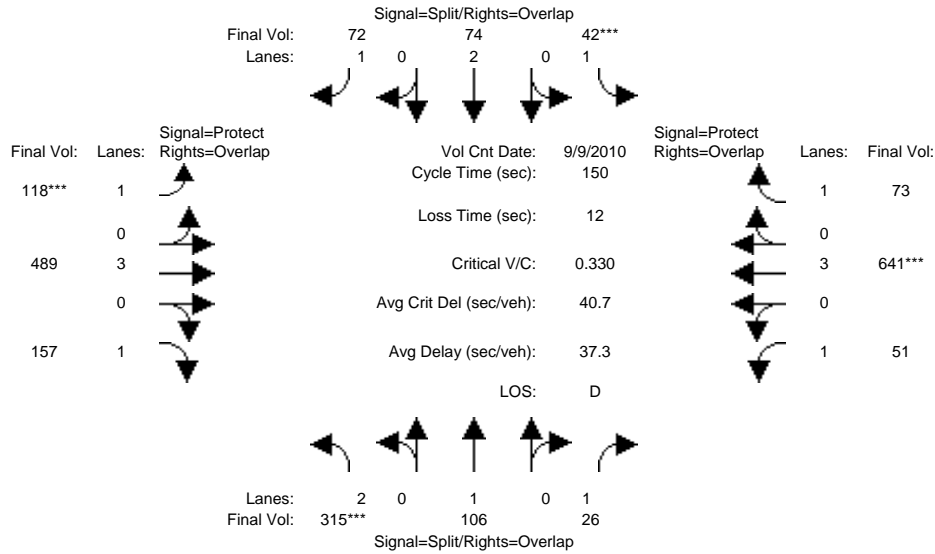 Signal=Split/Rights=Overlap
Final Vol: 72 74 42***
Lanes: 1 0 2 0 1
Signal=Protect Signal=Protect
Final Vol: Lanes: Rights=Overlap Vol Cnt Date: 9/9/2010 Rights=Overlap Lanes: Final Vol:
Cycle Time (sec): 150
118*** 1 1 73
Loss Time (sec): 12
0 0
489 3 Critical V/C: 0.330 3 641***
0 Avg Crit Del (sec/veh): 40.7 0
157 1 Avg Delay (sec/veh): 37.3 1 51
LOS: D
Lanes: 2 0 1 0 1
Final Vol: 315*** 106 26
Signal=Split/Rights=Overlap